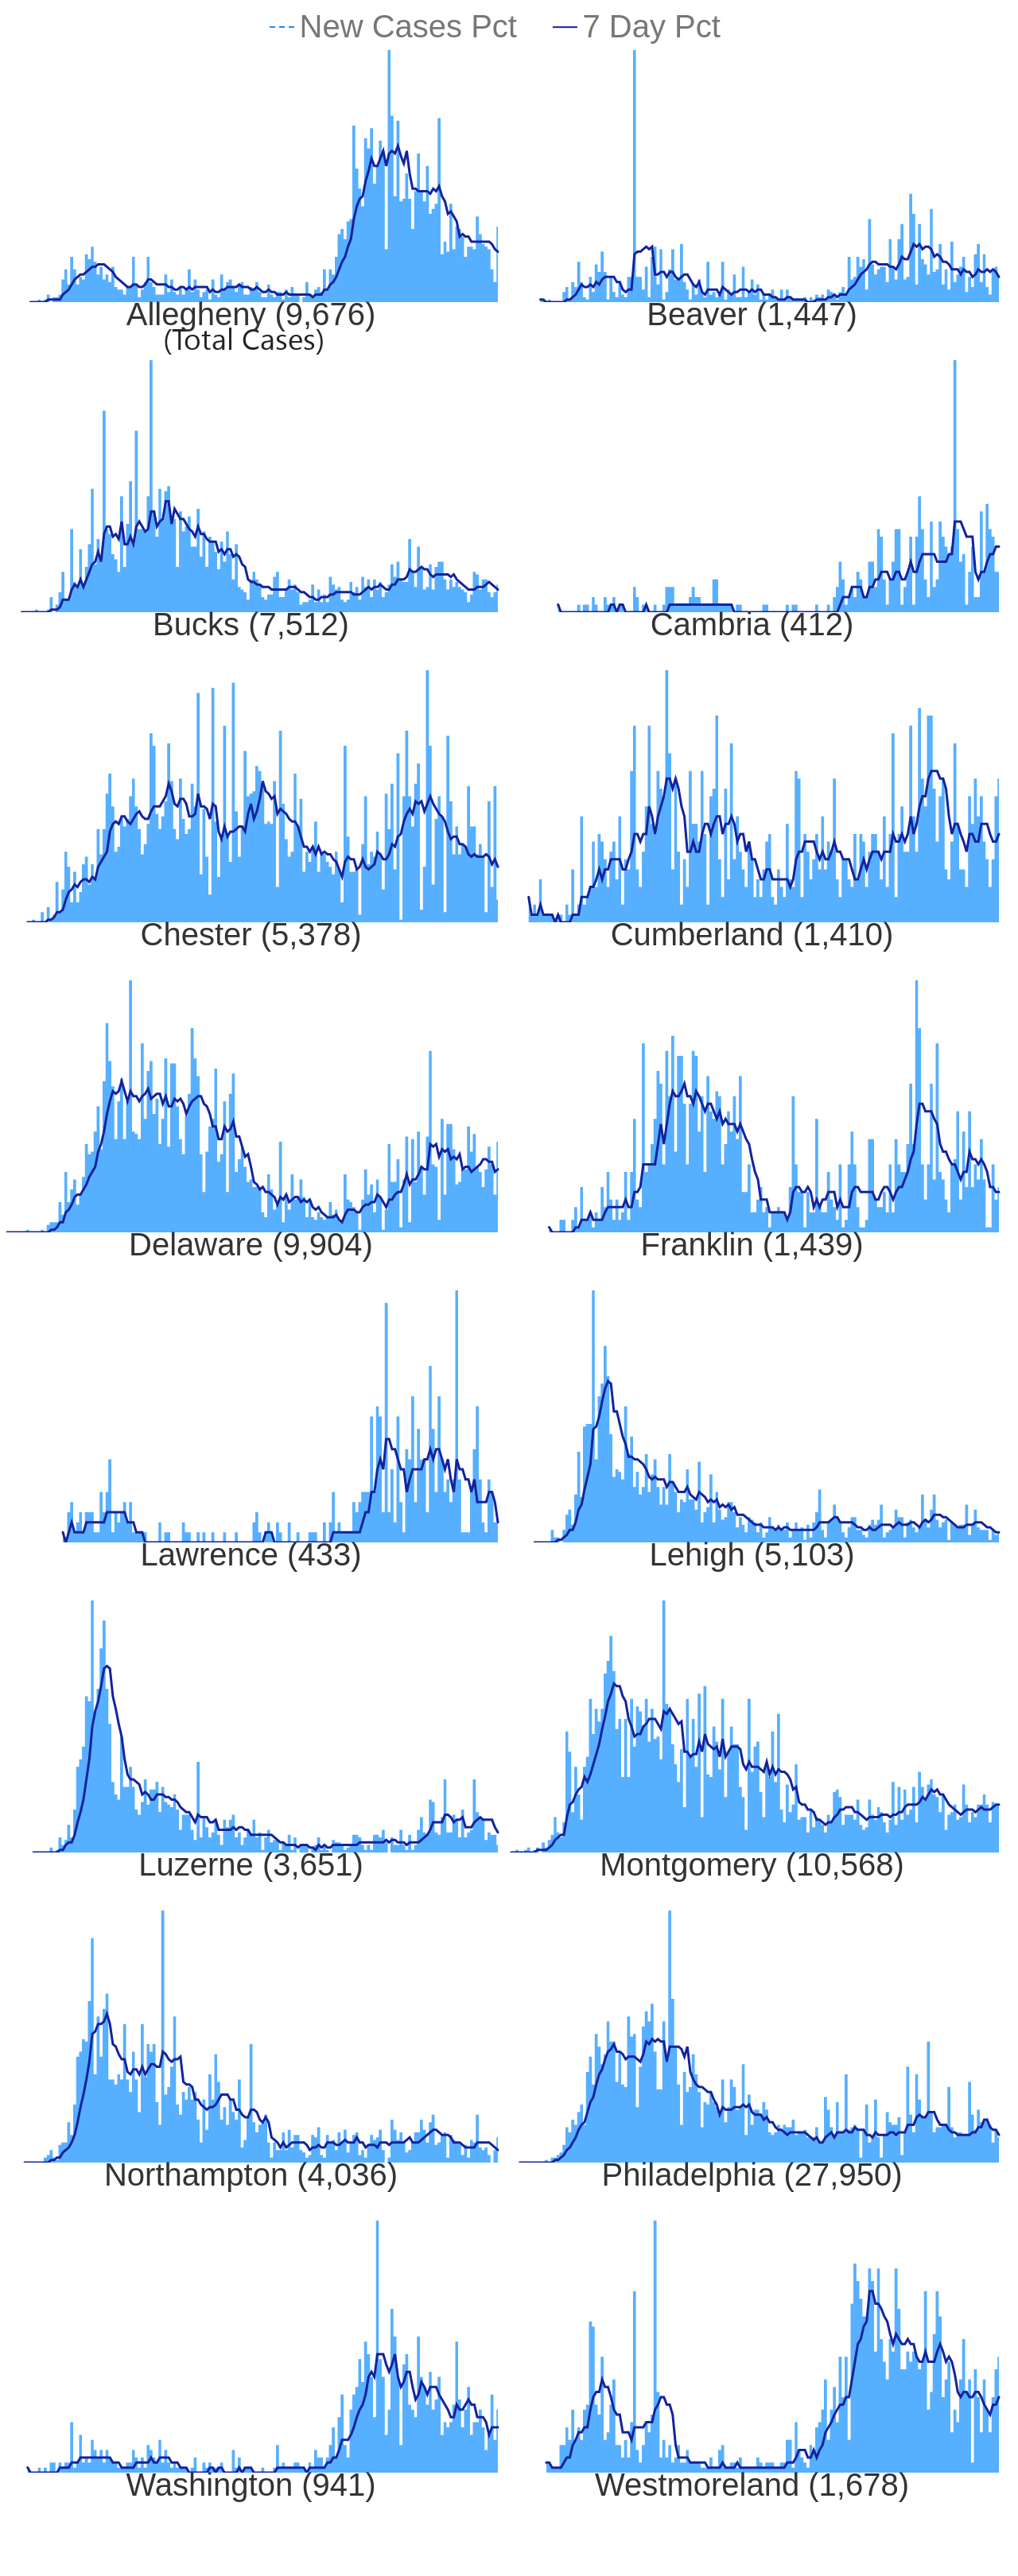 New Cases Pct 7 Day Pct
Allegheny (9,676) Beaver (1,447)
(Total Cases)
Bucks (7,512) Cambria (412)
Chester (5,378) Cumberland (1,410)
Delaware (9,904) Franklin (1,439)
Lawrence (433) Lehigh (5,103)
Luzerne (3,651) Montgomery (10,568)
Northampton (4,036) Philadelphia (27,950)
Washington (941) Westmoreland (1,678)